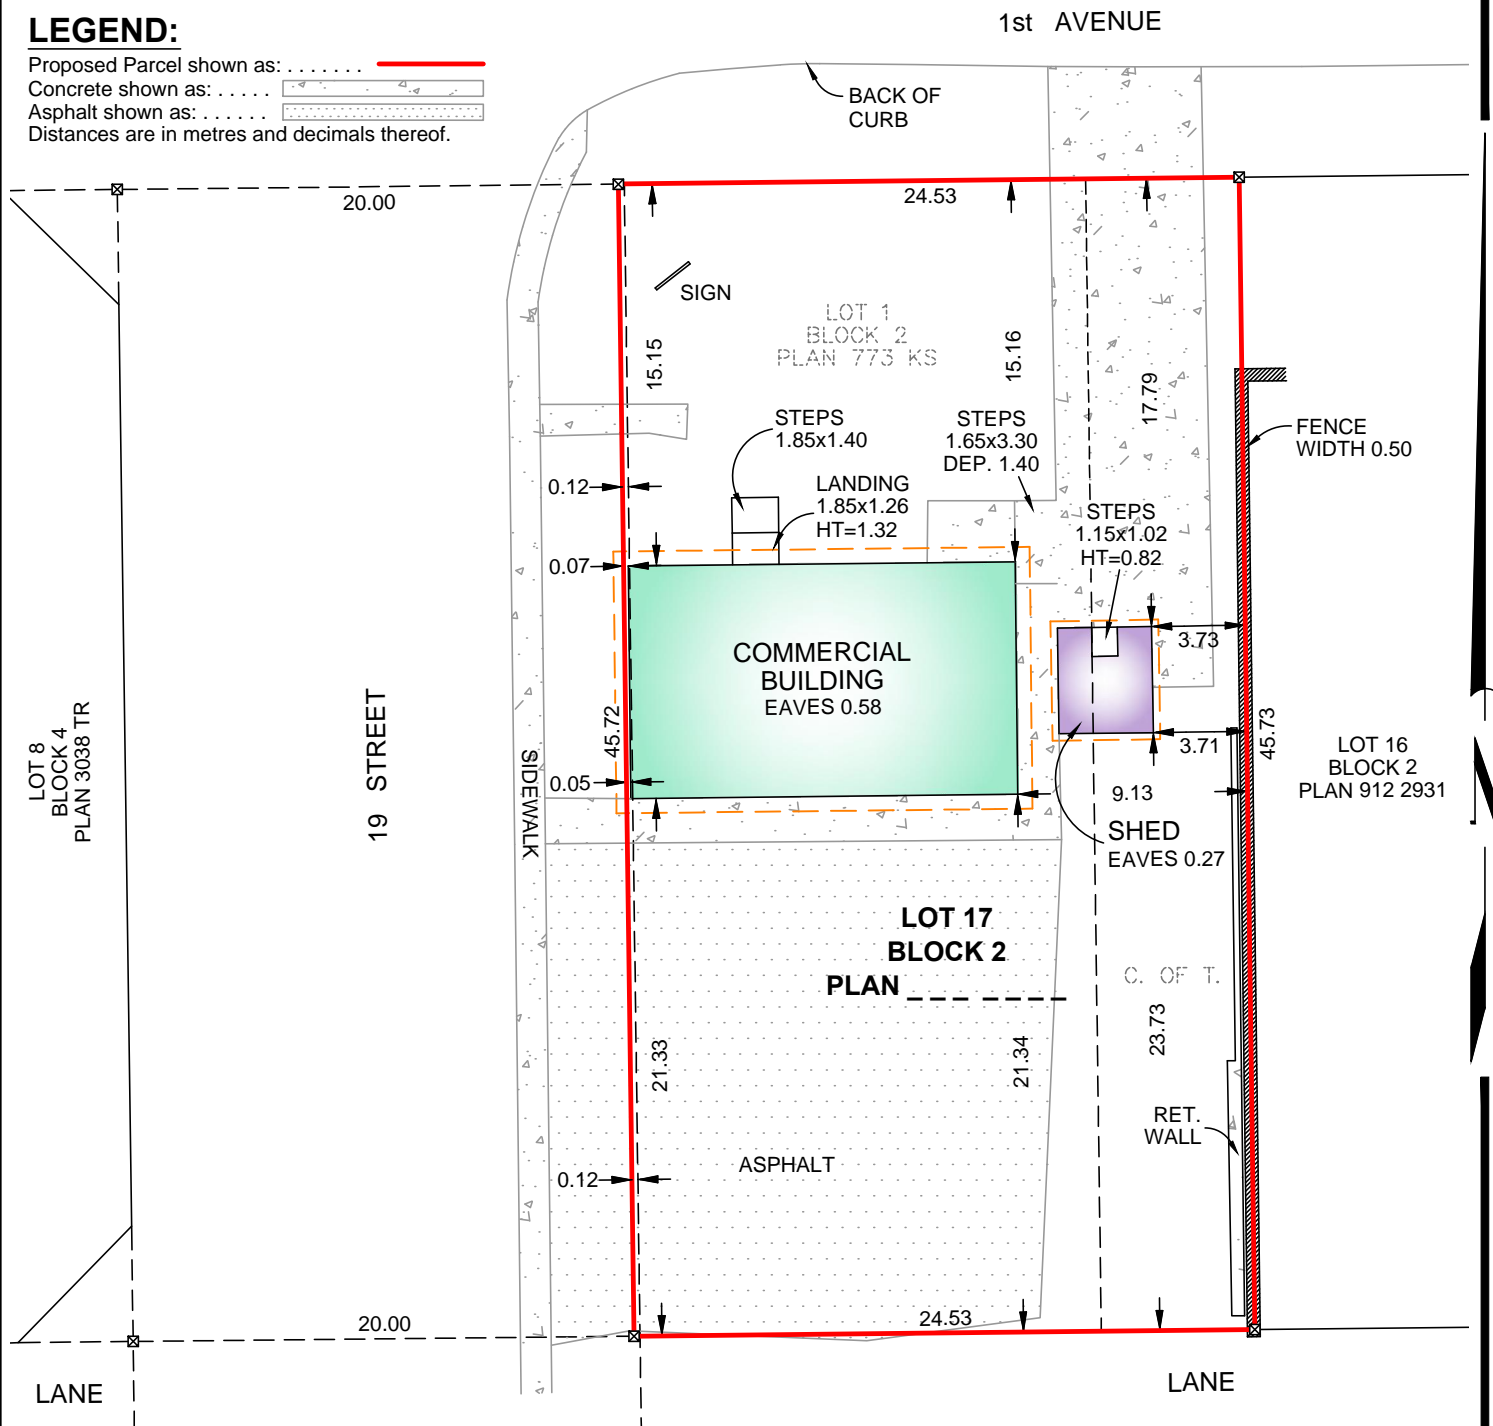 LEGEND:
Proposed Parcel shown as: . . . . . . .
Concrete shown as: . . . . .
Asphalt shown as: . . . . . .
Distances are in metres and decimals thereof.
1st AVENUE
BACK OF
CURB
20.00
24.53
SIGN
LOT 1
BLOCK 2
PLAN 773 KS
15.15
15.16
17.79
STEPS
1.85x1.40
STEPS
1.65x3.30
DEP. 1.40
FENCE
WIDTH 0.50
LANDING
1.85x1.26
HT=1.32
0.12
STEPS
1.15x1.02
HT=0.82
0.07
COMMERCIAL
BUILDING
EAVES 0.58
3.73
LOT 8
BLOCK 4
PLAN 3038 TR
19 STREET
SIDEWALK
45.72
3.71
45.73
LOT 16
BLOCK 2
PLAN 912 2931
0.05
9.13
SHED
EAVES 0.27
LOT 17
BLOCK 2
PLAN _ _ _ _ _ _
C. OF T.
21.33
21.34
23.73
RET.
WALL
ASPHALT
0.12
20.00
24.53
LANE
LANE